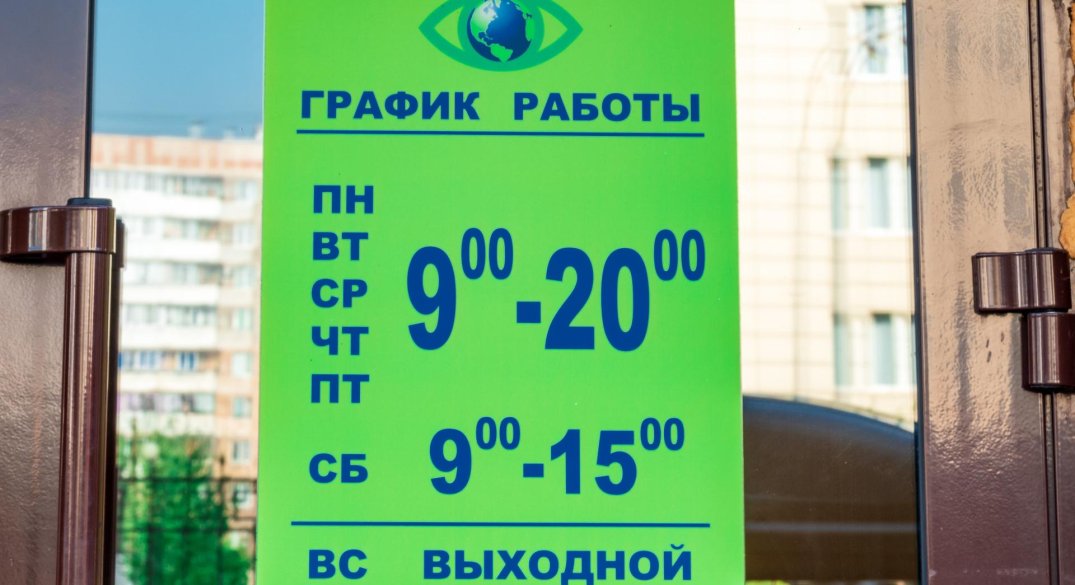 ГРАФИК РАБОТЫ
ПН
ВТ
СР
ЧТ
ПТ
9⁰⁰-20⁰⁰
СБ 9⁰⁰-15⁰⁰
ВС ВЫХОДНОЙ